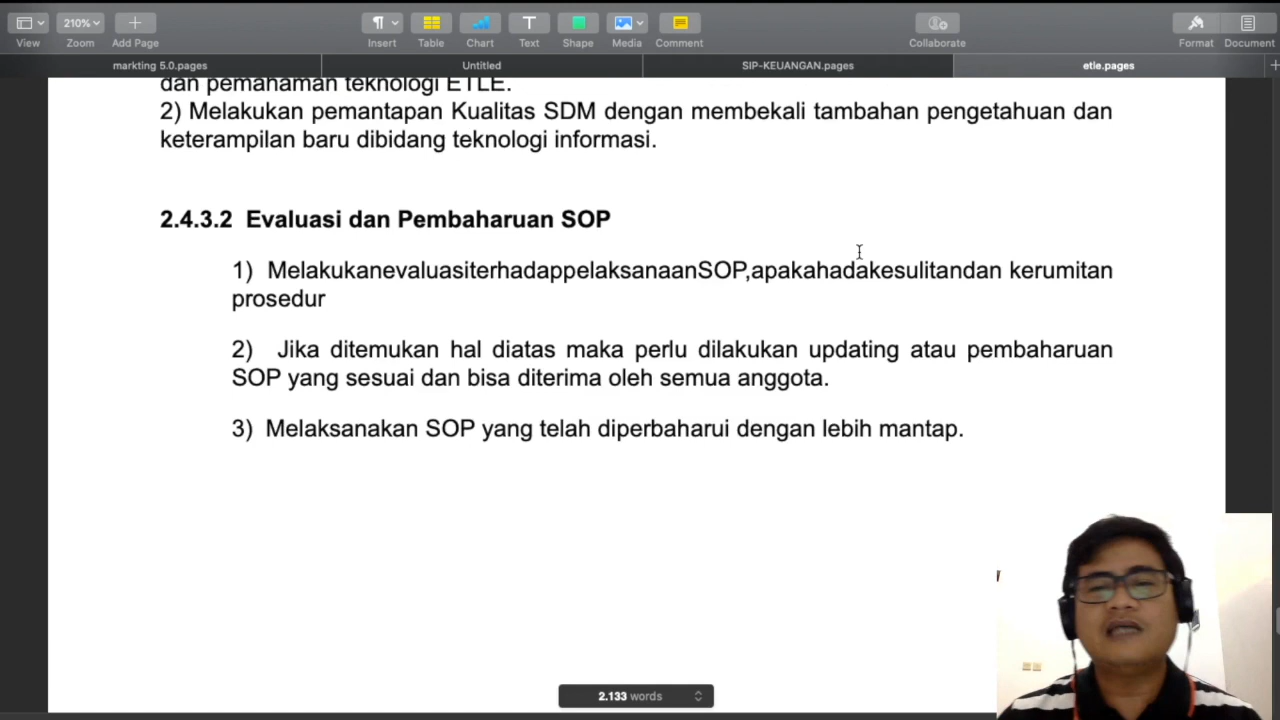 210%
View
Zoom
Add Page
Insert
Table
Chart
Text
Shape
Media
Comment
Collaborate
Format
Document
markting 5.0.pages
Untitled
SIP-KEUANGAN.pages
etle.pages
dan pemahaman teknologi ETLE.
2) Melakukan pemantapan Kualitas SDM dengan membekali tambahan pengetahuan dan
keterampilan baru dibidang teknologi informasi.
2.4.3.2 Evaluasi dan Pembaharuan SOP
1) MelakukanevaluasiterhadappelaksanaanSOP,apakahadakesulitandan kerumitan
prosedur
2) Jika ditemukan hal diatas maka perlu dilakukan updating atau pembaharuan
SOP yang sesuai dan bisa diterima oleh semua anggota.
3) Melaksanakan SOP yang telah diperbaharui dengan lebih mantap.
2.133 words